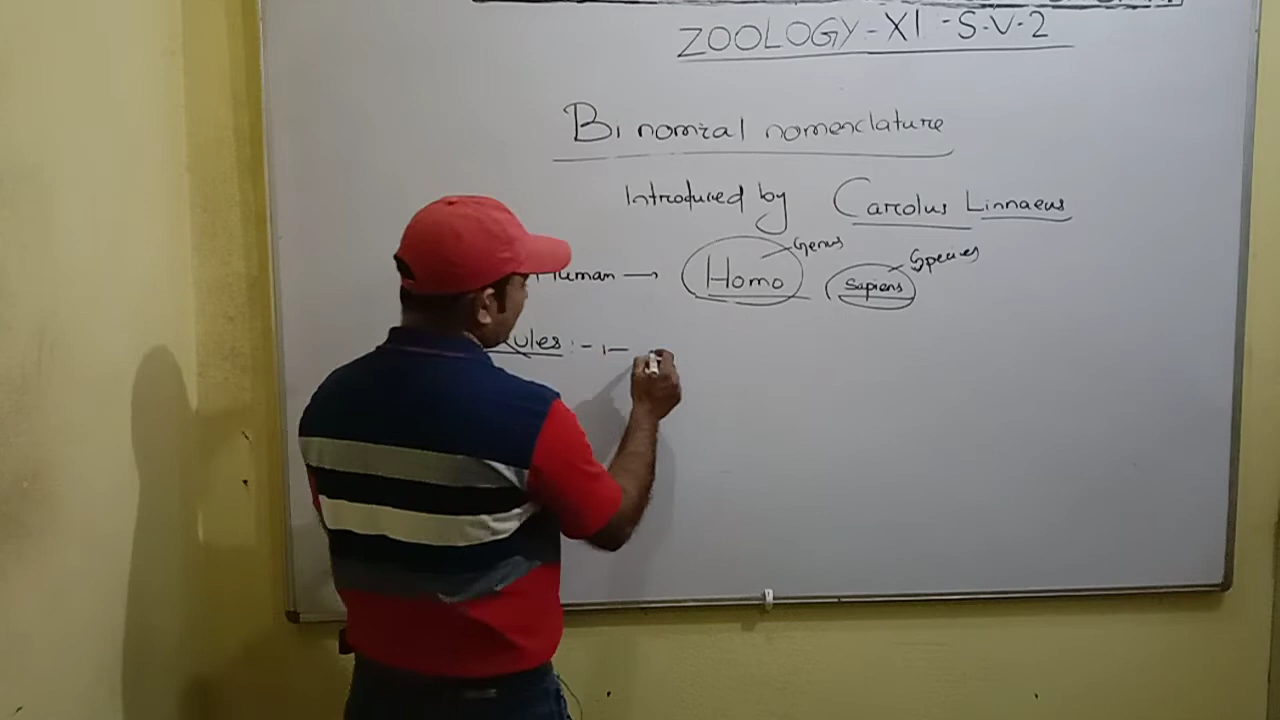 ZOOLOGY-XI-S.V-2
Binomial nomenclature
Introduced by Carolus Linnaeus
Genus
Species
Human → Homo Sapiens
Rules :- 1-